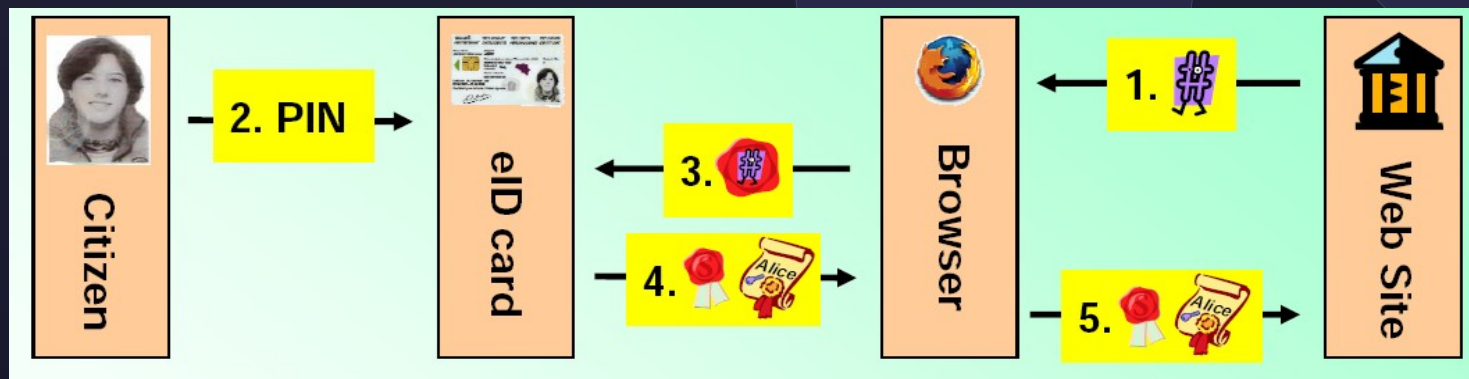 Citizen
2. PIN
eID card
3. #
4. S Alice
Browser
1. #
5. S Alice
Web Site